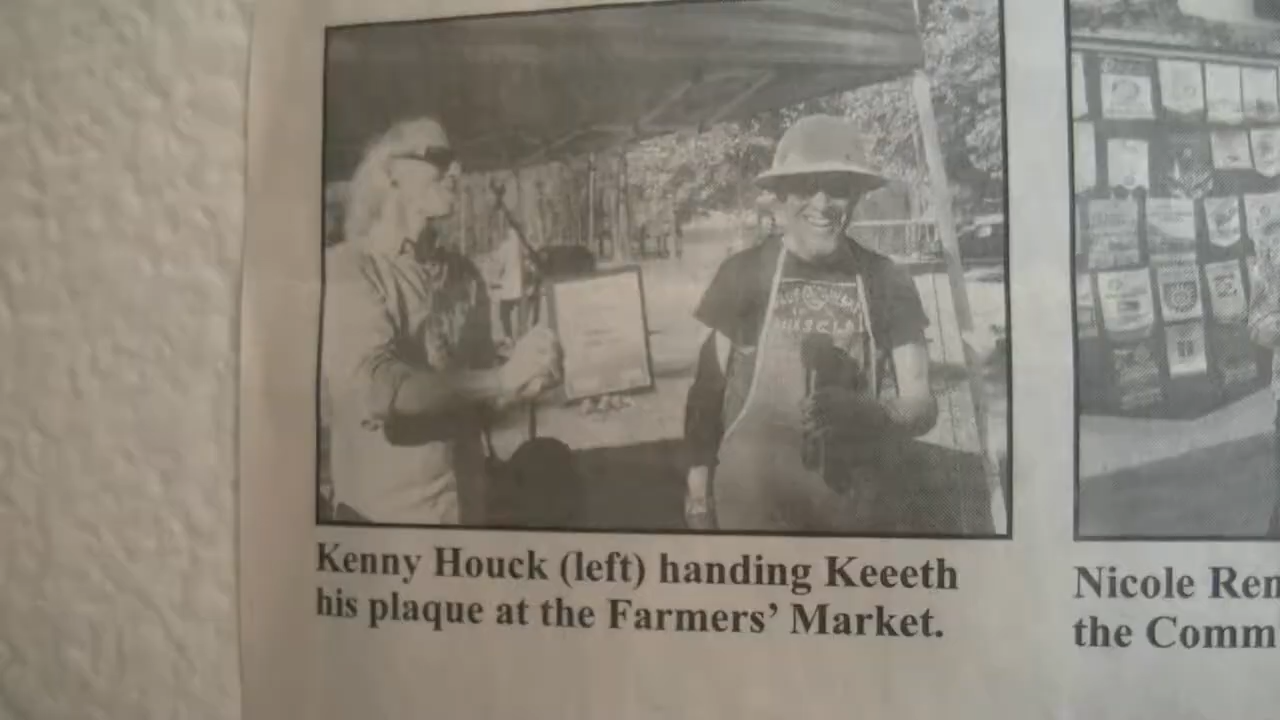 Kenny Houck (left) handing Keeeth
his plaque at the Farmers' Market.
Nicole Ren
the Comm